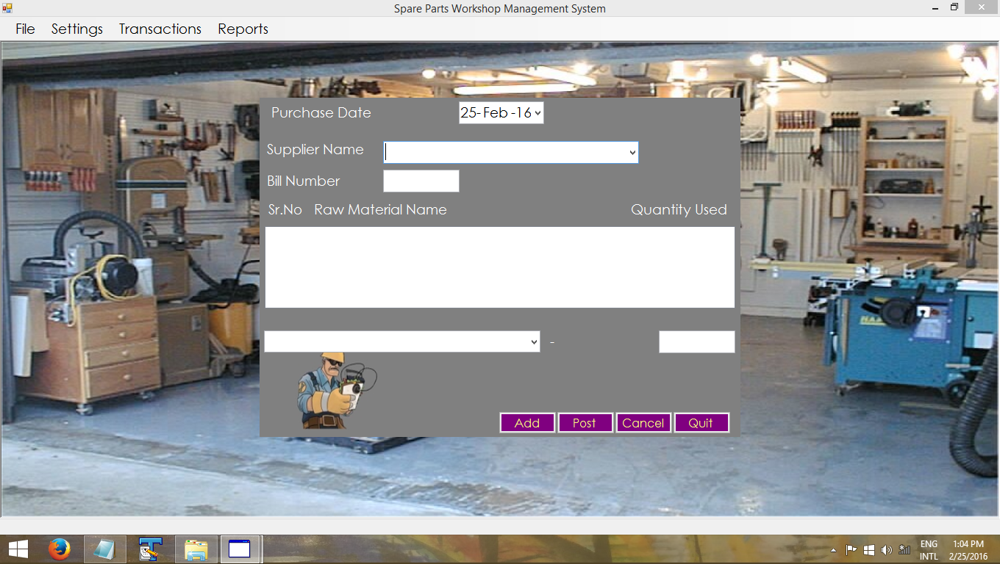 Spare Parts Workshop Management System
File Settings Transactions Reports
Purchase Date 25-Feb-16
Supplier Name
Bill Number
Sr.No Raw Material Name Quantity Used
-
Add Post Cancel Quit
ENG 1:04 PM
INTL 2/25/2016